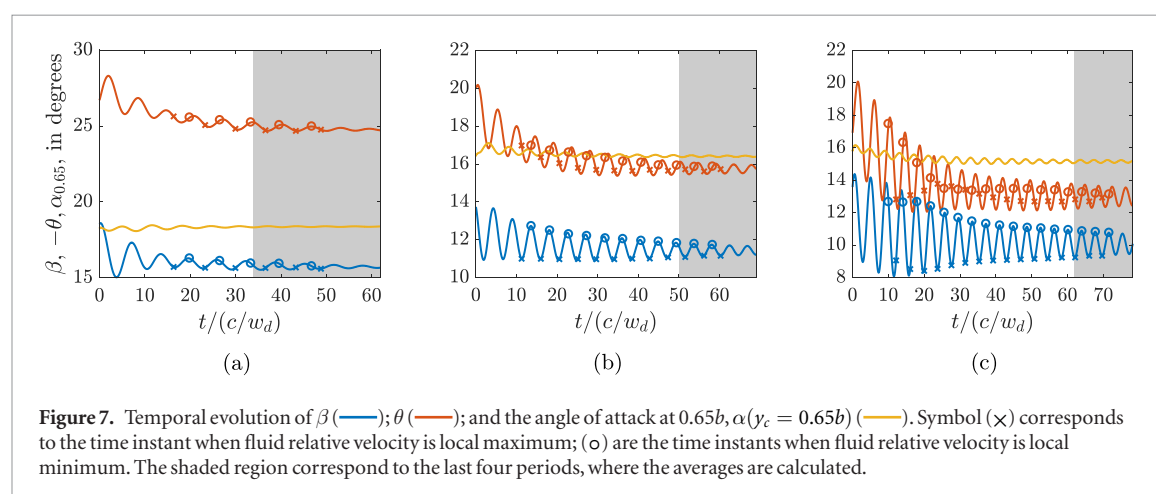 30
25
20
15
β, −θ, α0.65, in degrees
0 10 20 30 40 50 60
t/(c/w_d)
(a)
22
20
18
16
14
12
10
0 10 20 30 40 50 60
t/(c/w_d)
(b)
22
20
18
16
14
12
10
8
0 10 20 30 40 50 60 70
t/(c/w_d)
(c)
Figure 7. Temporal evolution of β (——); θ (——); and the angle of attack at 0.65b, α(y_c = 0.65b) (——). Symbol (×) corresponds
to the time instant when fluid relative velocity is local maximum; (○) are the time instants when fluid relative velocity is local
minimum. The shaded region correspond to the last four periods, where the averages are calculated.